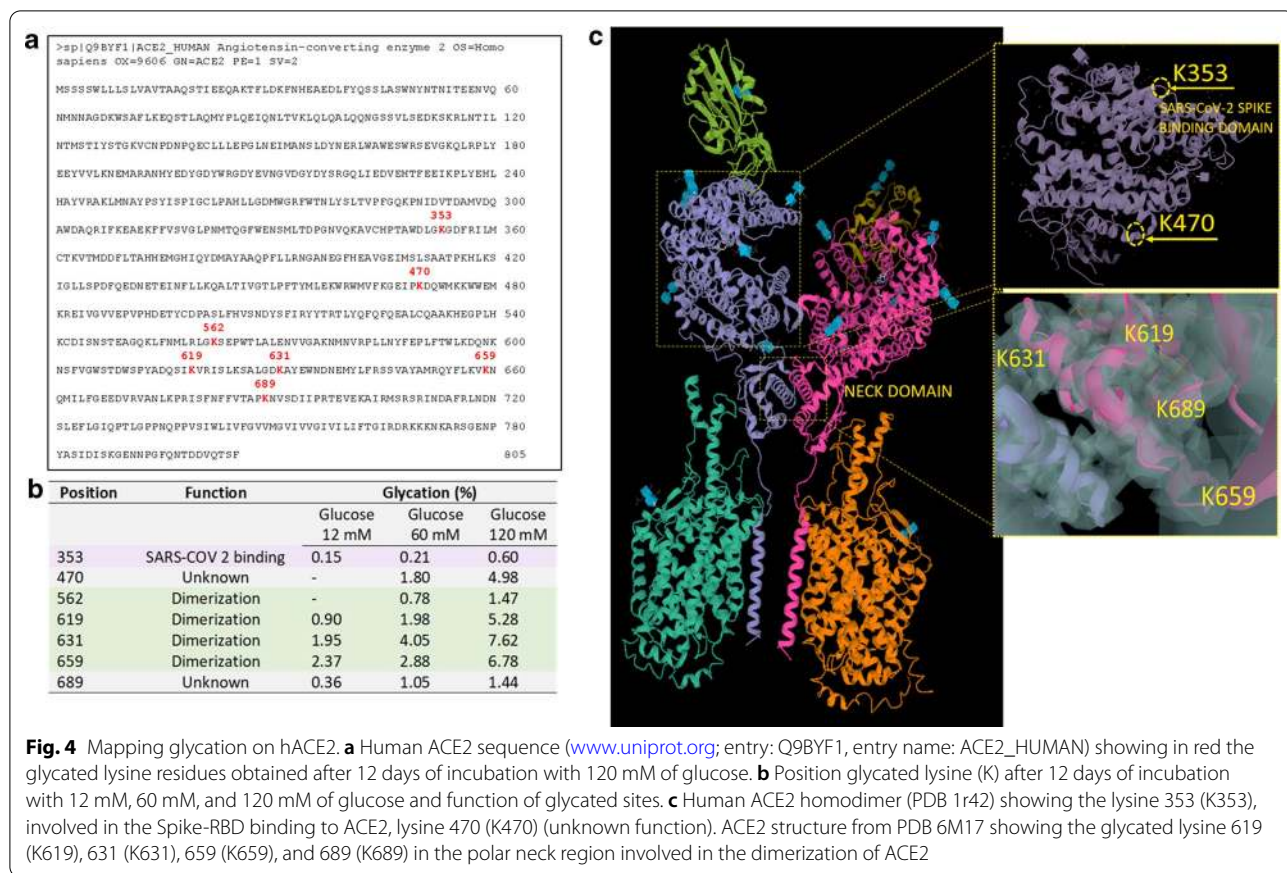 a
>sp|Q9BYF1|ACE2_HUMAN Angiotensin-converting enzyme 2 OS=Homo
sapiens OX=9606 GN=ACE2 PE=1 SV=2
MSSSSWLLLSLVAVTAAQSTIEEQAKTFLDKFNHEAEDLFYQSSLASWNYNTNITEENVQ 60
NMNNAGDKWSAFLKEQSTLAQMYPLQEIQNLTVKLQLQALQQNGSSVLSEDKSKRLNTIL 120
NTMSTIYSTGKVCNPDNPQECLLLEPGLNEIMANSLDYNERLWAWESWRSEVGKQLRPLY 180
EEYVVLKNEMARANHYEDYGDYWRGDYEVNGVDGYDYSRGQLIEDVEHTFEEIKPLYEHL 240
HAYVRAKLMNAYPSYISPIGCLPAHLLGDMWGRFWTNLYSLTVPFGQKPNIDVTDAMVDQ 300
353
AWDAQRIFKEAEKFFVSVGLPNMTQGFWENSMLTDPGNVQKAVCHPTAWDLGKGDFRILM 360
CTKVTMDDFLTAHHEMGHIQYDMAYAAQPFLLRNGANEGFHEAVGEIMSLSAATPKHLKS 420
470
IGLLSPDFQEDNETEINFLLKQALTIVGTLPFTYMLEKWRWMVFKGEIPKDQWMKKWWEM 480
KREIVGVVEPVPHDETYCDPASLFHVSNDYSFIRYYTRTLYQFQFQEALCQAAKHEGPLH 540
562
KCDISNSTEAGQKLFNMLRLGKSEPWTLALENVVGAKNMNVRPLLNYFEPLFTWLKDQNK 600
619 631 659
NSFVGWSTDWSPYADQSIKVRISLKSALGDKAYEWNDNEMYLFRSSVAYAMRQYFLKVKN 660
689
QMILFGEEDVRVANLKPRISFNFFVTAPKNVSDIIPRTEVEKAIRMSRSRINDAFRLNDN 720
SLEFLGIQPTLGPPNQPPVSIWLIVFGVVMGVIVVGIVILIFTGIRDRKKKNKARSGENP 780
YASIDISKGENNPGFQNTDDVQTSF 805
b
Position Function Glycation (%)
Glucose 12 mM Glucose 60 mM Glucose 120 mM
353 SARS-COV 2 binding 0.15 0.21 0.60
470 Unknown - 1.80 4.98
562 Dimerization - 0.78 1.47
619 Dimerization 0.90 1.98 5.28
631 Dimerization 1.95 4.05 7.62
659 Dimerization 2.37 2.88 6.78
689 Unknown 0.36 1.05 1.44
c
NECK DOMAIN
K353
SARS-CoV-2 SPIKE
BINDING DOMAIN
K470
K619
K631
K689
K659
Fig. 4 Mapping glycation on hACE2. a Human ACE2 sequence (www.uniprot.org; entry: Q9BYF1, entry name: ACE2_HUMAN) showing in red the
glycated lysine residues obtained after 12 days of incubation with 120 mM of glucose. b Position glycated lysine (K) after 12 days of incubation
with 12 mM, 60 mM, and 120 mM of glucose and function of glycated sites. c Human ACE2 homodimer (PDB 1r42) showing the lysine 353 (K353),
involved in the Spike-RBD binding to ACE2, lysine 470 (K470) (unknown function). ACE2 structure from PDB 6M17 showing the glycated lysine 619
(K619), 631 (K631), 659 (K659), and 689 (K689) in the polar neck region involved in the dimerization of ACE2